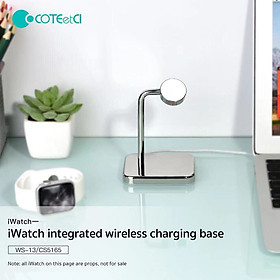 COTEetCI
iWatch—
iWatch integrated wireless charging base
WS-13/CS5165
Note: all iWatch on this page are props, not for sale